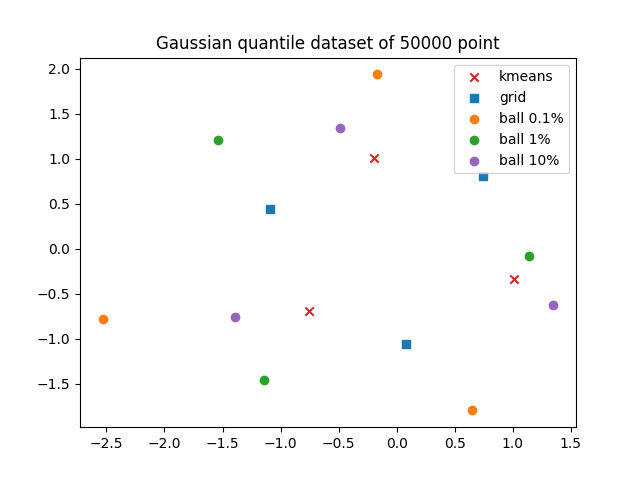 Gaussian quantile dataset of 50000 point
kmeans
grid
ball 0.1%
ball 1%
ball 10%
2.0
1.5
1.0
0.5
0.0
−0.5
−1.0
−1.5
−2.5 −2.0 −1.5 −1.0 −0.5 0.0 0.5 1.0 1.5